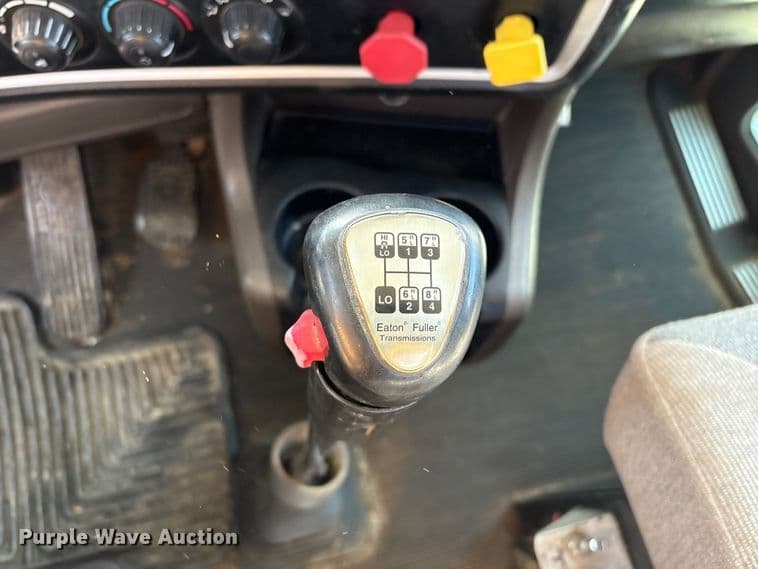 HI 5 H L 7 H L
R 1 3
LO
LO 6 H L 8 H L
2 4
Eaton® Fuller®
Transmissions
Purple Wave Auction